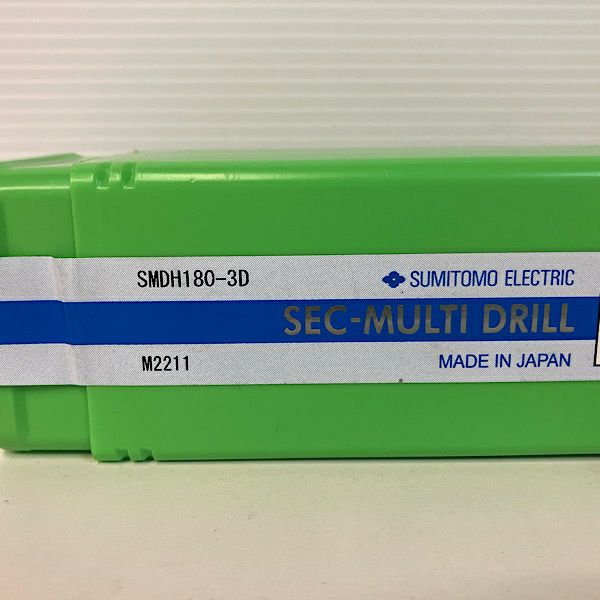 SMDH180-3D SUMITOMO ELECTRIC
SEC-MULTI DRILL
M2211 MADE IN JAPAN